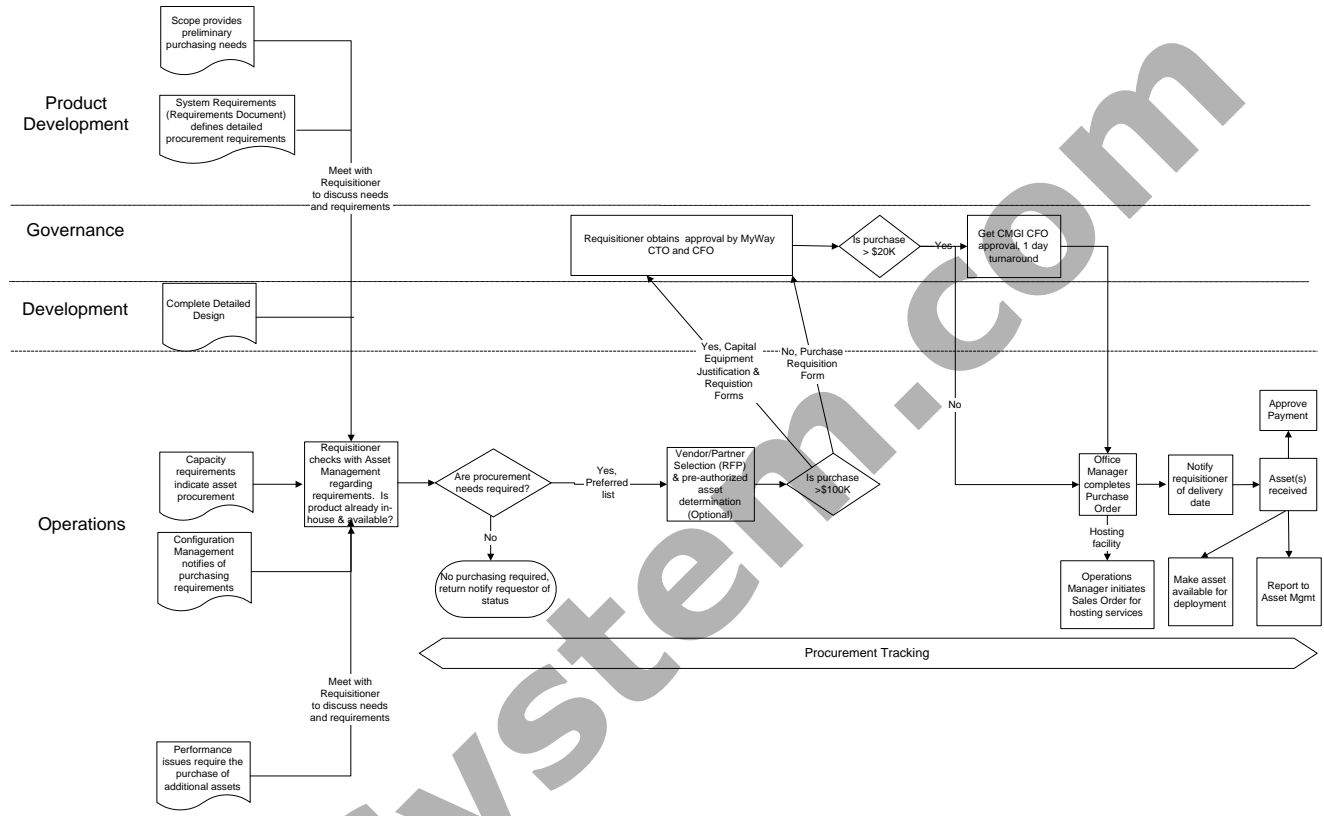 Scope provides
preliminary
purchasing needs
Product
Development
System Requirements
(Requirements Document)
defines detailed
procurement requirements
Meet with
Requisitioner
to discuss needs
and requirements
Governance
Requisitioner obtains approval by MyWay
CTO and CFO
Is purchase
> $20K
Yes
Get CMGI CFO
approval, 1 day
turnaround
Development
Complete Detailed
Design
Yes, Capital
Equipment
Justification &
Requistion
Forms
No, Purchase
Requisition
Form
No
Operations
Capacity
requirements
indicate asset
procurement
Requisitioner
checks with Asset
Management
regarding
requirements. Is
product already in-
house & available?
Are procurement
needs required?
Yes,
Preferred
list
Vendor/Partner
Selection (RFP)
& pre-authorized
asset
determination
(Optional)
Is purchase
>$100K
Office
Manager
completes
Purchase
Order
Notify
requisitioner
of delivery
date
Asset(s)
received
Approve
Payment
Configuration
Management
notifies of
purchasing
requirements
No
No purchasing required,
return notify requestor of
status
Hosting
facility
Operations
Manager initiates
Sales Order for
hosting services
Make asset
available for
deployment
Report to
Asset Mgmt
Procurement Tracking
Meet with
Requisitioner
to discuss needs
and requirements
Performance
issues require the
purchase of
additional assets
ystem.com